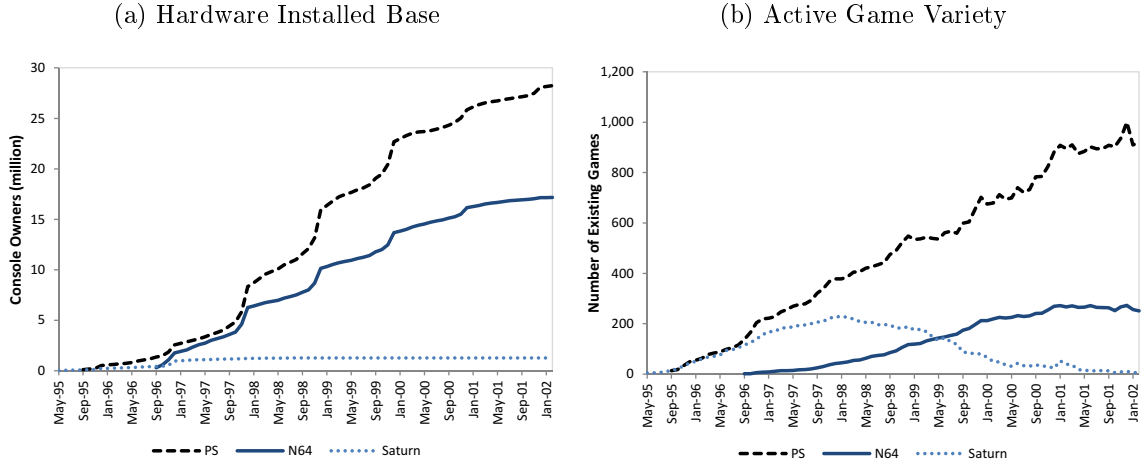 (a) Hardware Installed Base
Console Owners (million)
30
25
20
15
10
5
0
May-95
Sep-95
Jan-96
May-96
Sep-96
Jan-97
May-97
Sep-97
Jan-98
May-98
Sep-98
Jan-99
May-99
Sep-99
Jan-00
May-00
Sep-00
Jan-01
May-01
Sep-01
Jan-02
PS N64 Saturn
(b) Active Game Variety
Number of Existing Games
1,200
1,000
800
600
400
200
0
May-95
Sep-95
Jan-96
May-96
Sep-96
Jan-97
May-97
Sep-97
Jan-98
May-98
Sep-98
Jan-99
May-99
Sep-99
Jan-00
May-00
Sep-00
Jan-01
May-01
Sep-01
Jan-02
PS N64 Saturn